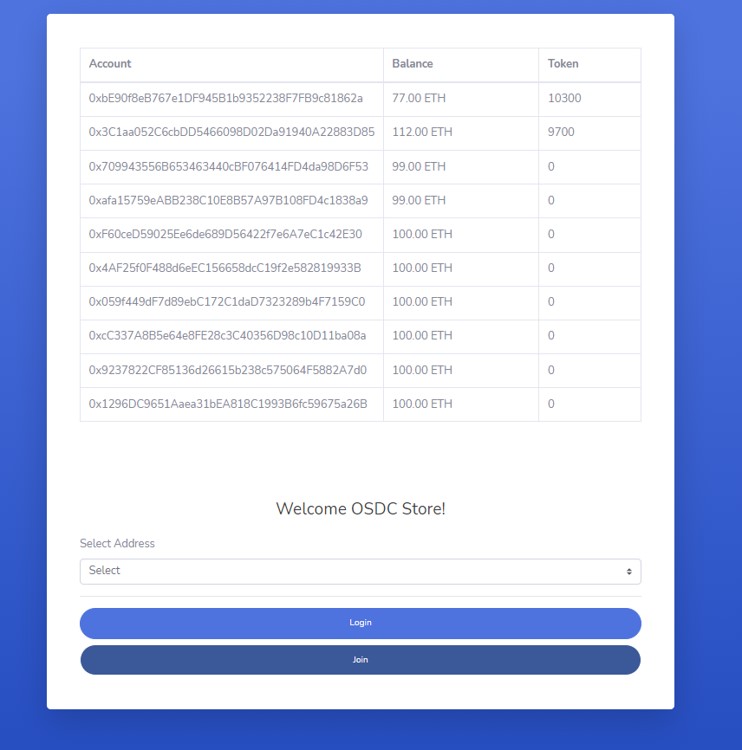 Account Balance Token
0xbE90f8eB767e1DF945B1b9352238F7FB9c81862a 77.00 ETH 10300
0x3C1aa052C6cbDD5466098D02Da91940A22883D85 112.00 ETH 9700
0x709943556B653463440cBF076414FD4da98D6F53 99.00 ETH 0
0xafa15759eABB238C10E8B57A97B108FD4c1838a9 99.00 ETH 0
0xF60ceD59025Ee6de689D56422f7e6A7eC1c42E30 100.00 ETH 0
0x4AF25f0F488d6eEC156658dcC19f2e582819933B 100.00 ETH 0
0x059f449dF7d89ebC172C1daD7323289b4F7159C0 100.00 ETH 0
0xcC337A8B5e64e8FE28c3C40356D98c10D11ba08a 100.00 ETH 0
0x9237822CF85136d26615b238c575064F5882A7d0 100.00 ETH 0
0x1296DC9651Aaea31bEA818C1993B6fc59675a26B 100.00 ETH 0
Welcome OSDC Store!
Select Address
Select
Login
Join